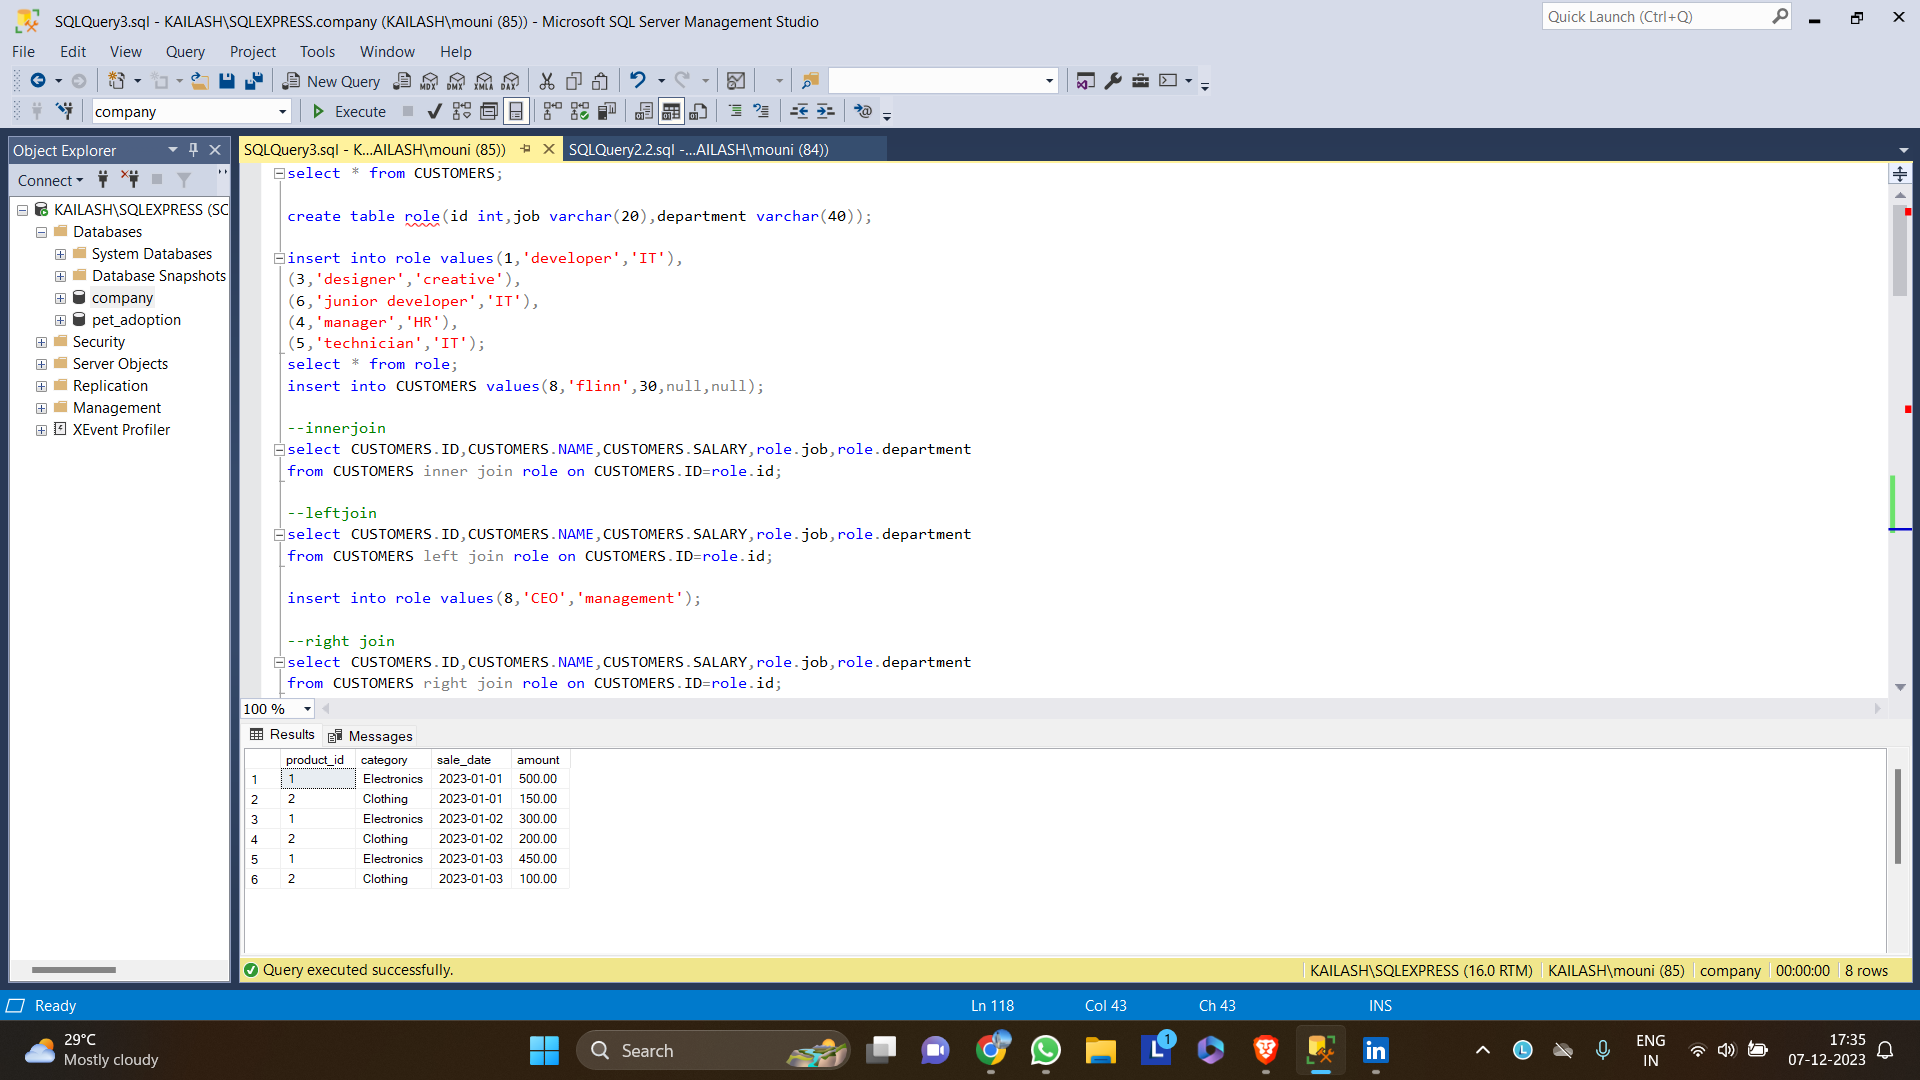 SQLQuery3.sql - KAILASH\SQLEXPRESS.company (KAILASH\mouni (85)) - Microsoft SQL Server Management Studio
Quick Launch (Ctrl+Q)
File Edit View Query Project Tools Window Help
New Query MDX DMX XMLA DAX
company Execute
Object Explorer
SQLQuery3.sql - K...AILASH\mouni (85)) SQLQuery2.2.sql -...AILASH\mouni (84))
Connect
KAILASH\SQLEXPRESS (SC
Databases
System Databases
Database Snapshots
company
pet_adoption
Security
Server Objects
Replication
Management
XEvent Profiler
select * from CUSTOMERS;
create table role(id int,job varchar(20),department varchar(40));
insert into role values(1,'developer','IT'),
(3,'designer','creative'),
(6,'junior developer','IT'),
(4,'manager','HR'),
(5,'technician','IT');
select * from role;
insert into CUSTOMERS values(8,'flinn',30,null,null);
--innerjoin
select CUSTOMERS.ID,CUSTOMERS.NAME,CUSTOMERS.SALARY,role.job,role.department
from CUSTOMERS inner join role on CUSTOMERS.ID=role.id;
--leftjoin
select CUSTOMERS.ID,CUSTOMERS.NAME,CUSTOMERS.SALARY,role.job,role.department
from CUSTOMERS left join role on CUSTOMERS.ID=role.id;
insert into role values(8,'CEO','management');
--right join
select CUSTOMERS.ID,CUSTOMERS.NAME,CUSTOMERS.SALARY,role.job,role.department
from CUSTOMERS right join role on CUSTOMERS.ID=role.id;
100 %
Results Messages
product_id category sale_date amount
1 1 Electronics 2023-01-01 500.00
2 2 Clothing 2023-01-01 150.00
3 1 Electronics 2023-01-02 300.00
4 2 Clothing 2023-01-02 200.00
5 1 Electronics 2023-01-03 450.00
6 2 Clothing 2023-01-03 100.00
Query executed successfully. KAILASH\SQLEXPRESS (16.0 RTM) KAILASH\mouni (85) company 00:00:00 8 rows
Ready Ln 118 Col 43 Ch 43 INS
29°C
Mostly cloudy
Search
1
L 1
in
L
ENG
IN
17:35
07-12-2023